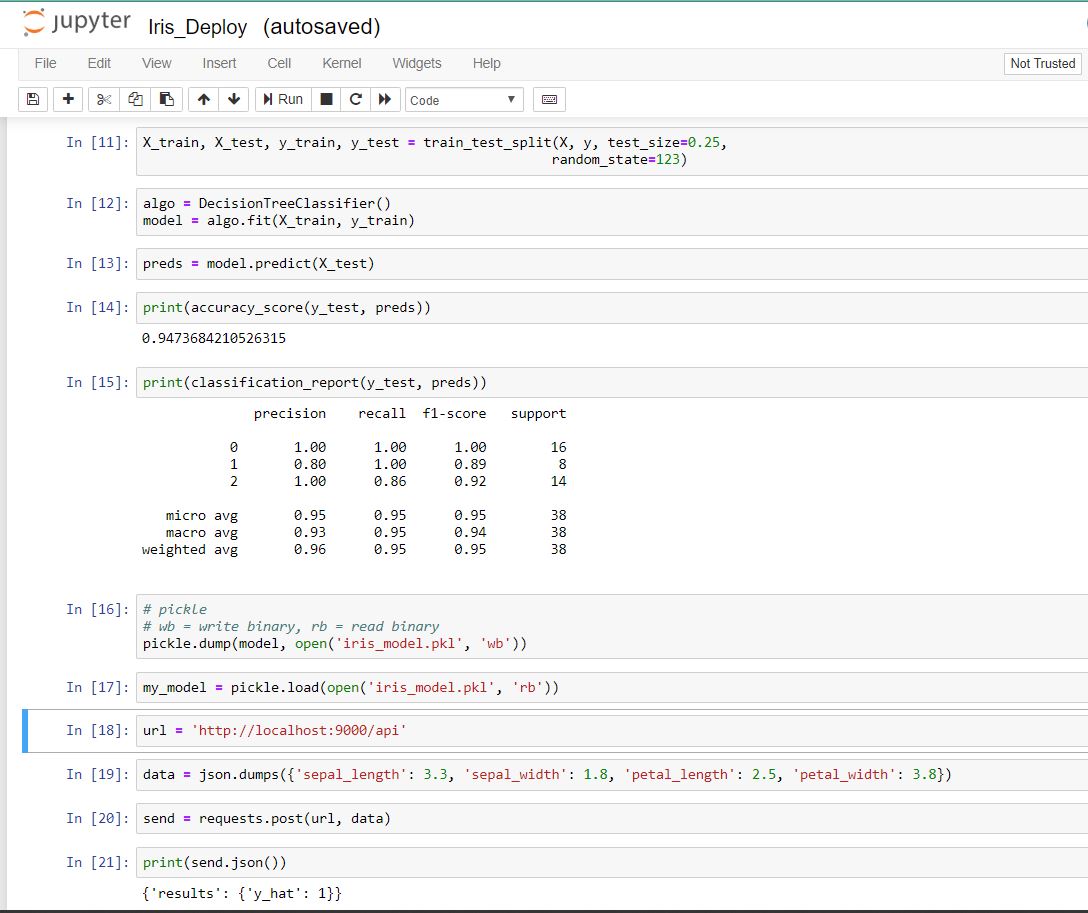 jupyter Iris_Deploy (autosaved)
File Edit View Insert Cell Kernel Widgets Help Not Trusted
Run Code
In [11]: X_train, X_test, y_train, y_test = train_test_split(X, y, test_size=0.25,
random_state=123)
In [12]: algo = DecisionTreeClassifier()
model = algo.fit(X_train, y_train)
In [13]: preds = model.predict(X_test)
In [14]: print(accuracy_score(y_test, preds))
0.9473684210526315
In [15]: print(classification_report(y_test, preds))
precision recall f1-score support
0 1.00 1.00 1.00 16
1 0.80 1.00 0.89 8
2 1.00 0.86 0.92 14
micro avg 0.95 0.95 0.95 38
macro avg 0.93 0.95 0.94 38
weighted avg 0.96 0.95 0.95 38
In [16]: # pickle
# wb = write binary, rb = read binary
pickle.dump(model, open('iris_model.pkl', 'wb'))
In [17]: my_model = pickle.load(open('iris_model.pkl', 'rb'))
In [18]: url = 'http://localhost:9000/api'
In [19]: data = json.dumps({'sepal_length': 3.3, 'sepal_width': 1.8, 'petal_length': 2.5, 'petal_width': 3.8})
In [20]: send = requests.post(url, data)
In [21]: print(send.json())
{'results': {'y_hat': 1}}